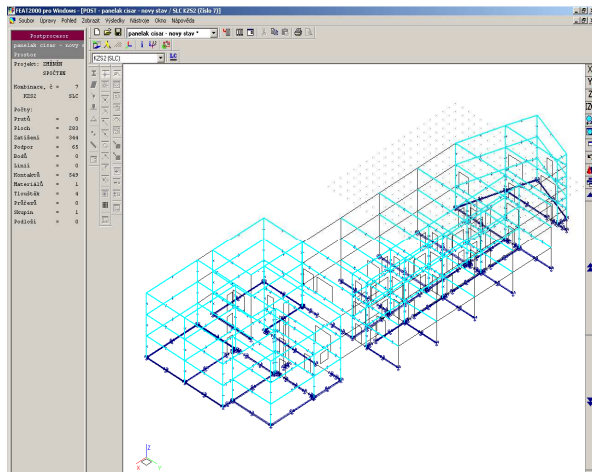 FEAT2000 pro Windows - [POST - panelak cisar - novy stav / SLC KZS2 (Číslo 7)]
Soubor Úpravy Pohled Zobrazit Výsledky Nástroje Okno Nápověda
panelak cisar - novy stav *
KZS2 (SLC)
Postprocesor
panelak cisar - novy s
Prostor
Projekt: ZMĚNĚN
SPOČTEN
Kombinace, č = 7
KZS2 SLC
Počty:
Prutů = 0
Ploch = 283
Zatížení = 364
Podpor = 65
Bodů = 0
Linií = 0
Kontaktů = 549
Materiálů = 1
Tlouštěk = 4
Průřezů = 0
Skupin = 1
Podloží = 0
X
Y
Z
Z
X
Y